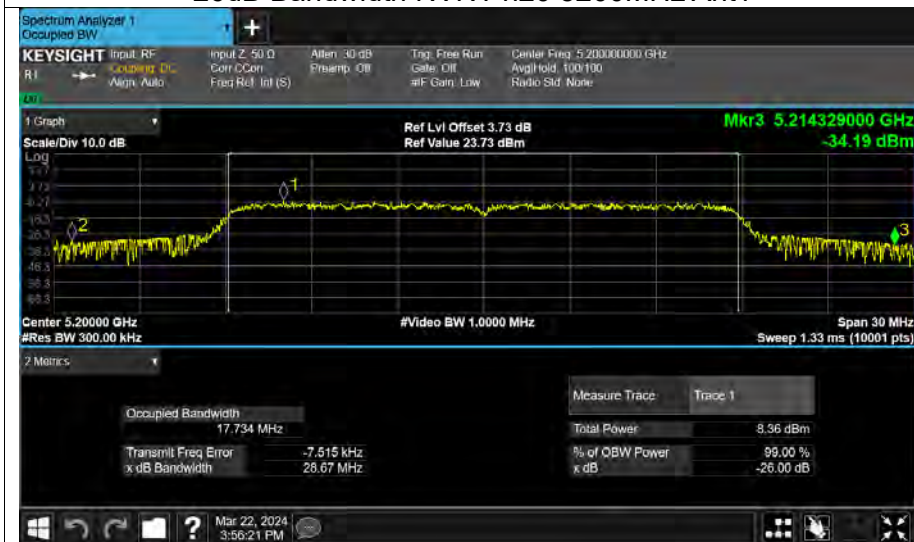 Spectrum Analyzer 1
Occupied BW
+
KEYSIGHT Input: RF Input Z: 50 Ω Atten: 30 dB Trig: Free Run Center Freq: 5.200000000 GHz
RI Coupling: DC Corr CCorr Preamp: Off Gate: Off Avg|Hold: 100/100
Align: Auto Freq Ref: Int (S) #IF Gain: Low Radio Std: None
1 Graph
Scale/Div 10.0 dB
Ref Lvl Offset 3.73 dB
Ref Value 23.73 dBm
Mkr3 5.214329000 GHz
-34.19 dBm
Log
1
2
3
Center 5.20000 GHz #Video BW 1.0000 MHz Span 30 MHz
#Res BW 300.00 kHz Sweep 1.33 ms (10001 pts)
2 Metrics
Measure Trace Trace 1
Occupied Bandwidth
17.734 MHz
Total Power 8.36 dBm
Transmit Freq Error -7.515 kHz % of OBW Power 99.00 %
x dB Bandwidth 28.67 MHz x dB -26.00 dB
?
Mar 22, 2024
3:56:21 PM